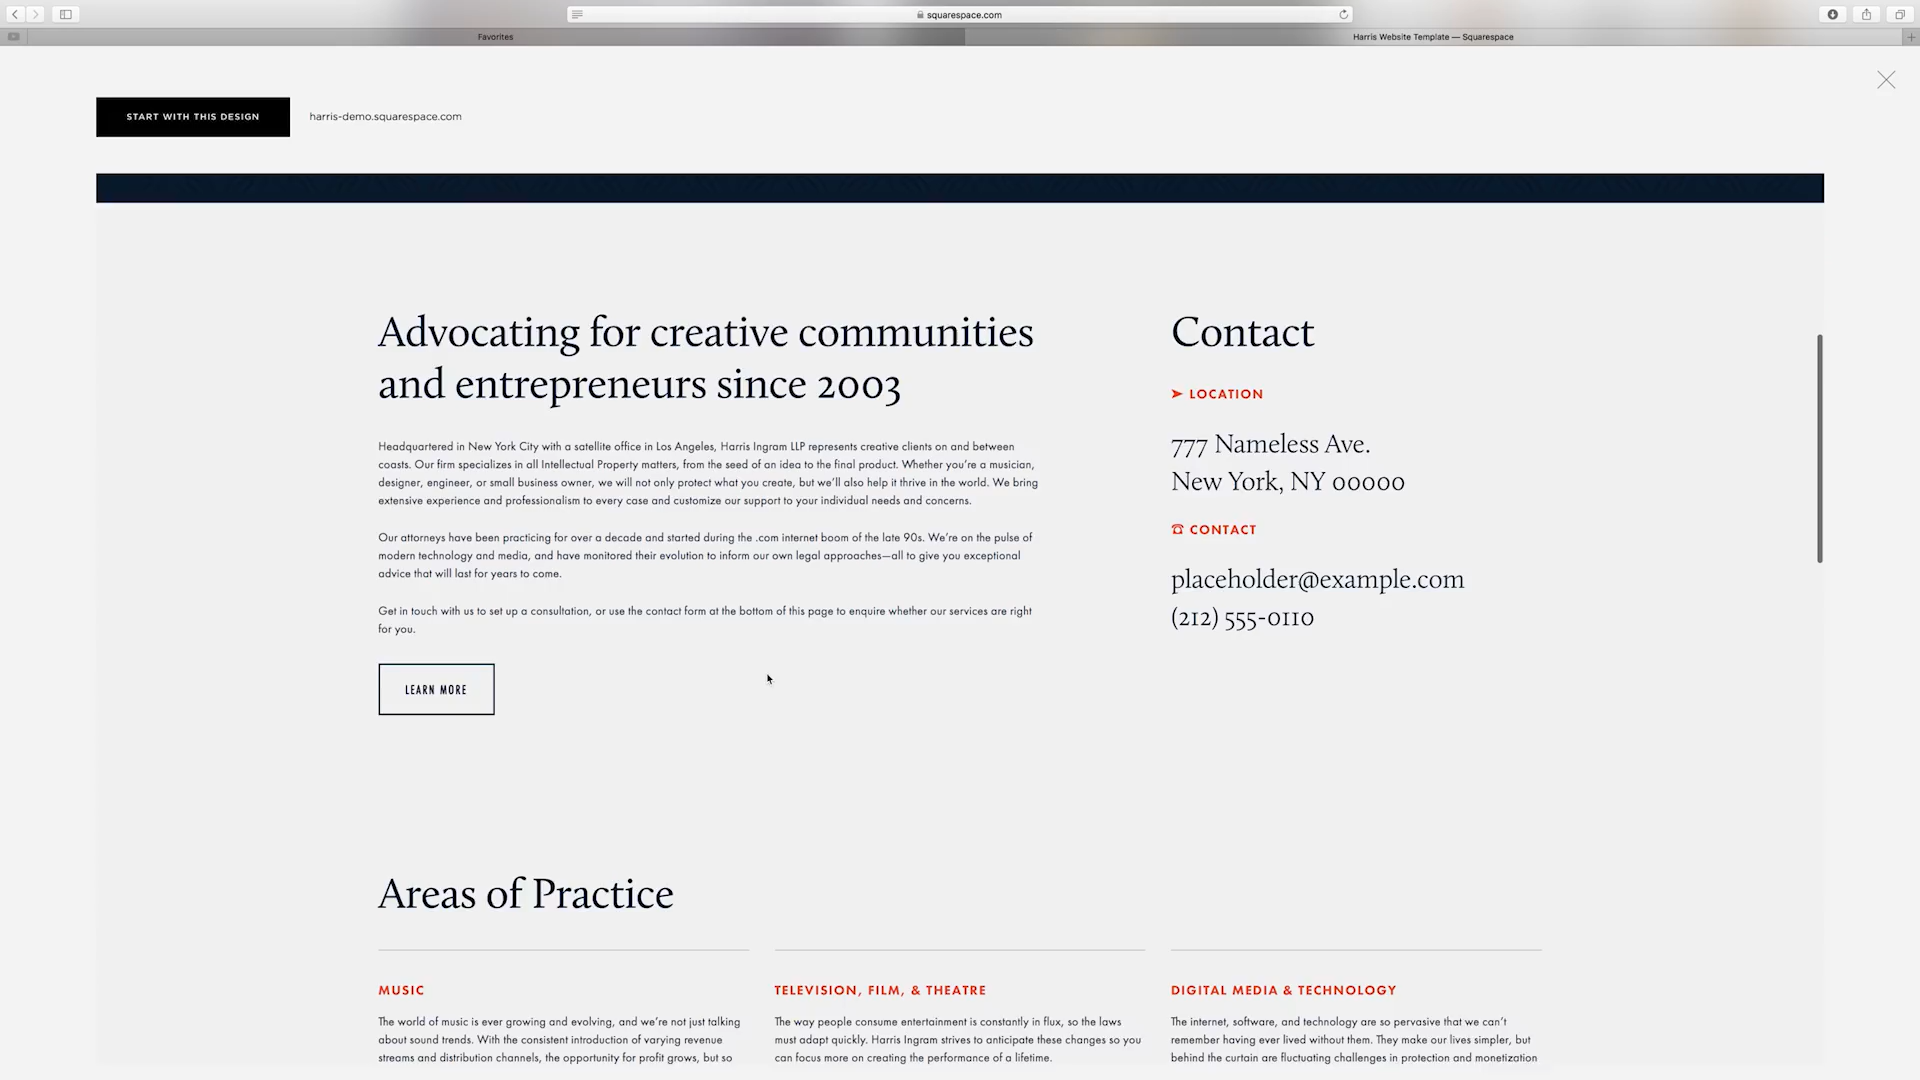 squarespace.com
Favorites
Harris Website Template — Squarespace
START WITH THIS DESIGN
harris-demo.squarespace.com
Advocating for creative communities
and entrepreneurs since 2003
Headquartered in New York City with a satellite office in Los Angeles, Harris Ingram LLP represents creative clients on and between
coasts. Our firm specializes in all Intellectual Property matters, from the seed of an idea to the final product. Whether you’re a musician,
designer, engineer, or small business owner, we will not only protect what you create, but we’ll also help it thrive in the world. We bring
extensive experience and professionalism to every case and customize our support to your individual needs and concerns.
Our attorneys have been practicing for over a decade and started during the .com internet boom of the late 90s. We’re on the pulse of
modern technology and media, and have monitored their evolution to inform our own legal approaches—all to give you exceptional
advice that will last for years to come.
Get in touch with us to set up a consultation, or use the contact form at the bottom of this page to enquire whether our services are right
for you.
LEARN MORE
Contact
LOCATION
777 Nameless Ave.
New York, NY 00000
CONTACT
placeholder@example.com
(212) 555-0110
Areas of Practice
MUSIC
The world of music is ever growing and evolving, and we’re not just talking
about sound trends. With the consistent introduction of varying revenue
streams and distribution channels, the opportunity for profit grows, but so
TELEVISION, FILM, & THEATRE
The way people consume entertainment is constantly in flux, so the laws
must adapt quickly. Harris Ingram strives to anticipate these changes so you
can focus more on creating the performance of a lifetime.
DIGITAL MEDIA & TECHNOLOGY
The internet, software, and technology are so pervasive that we can’t
remember having ever lived without them. They make our lives simpler, but
behind the curtain are fluctuating challenges in protection and monetization